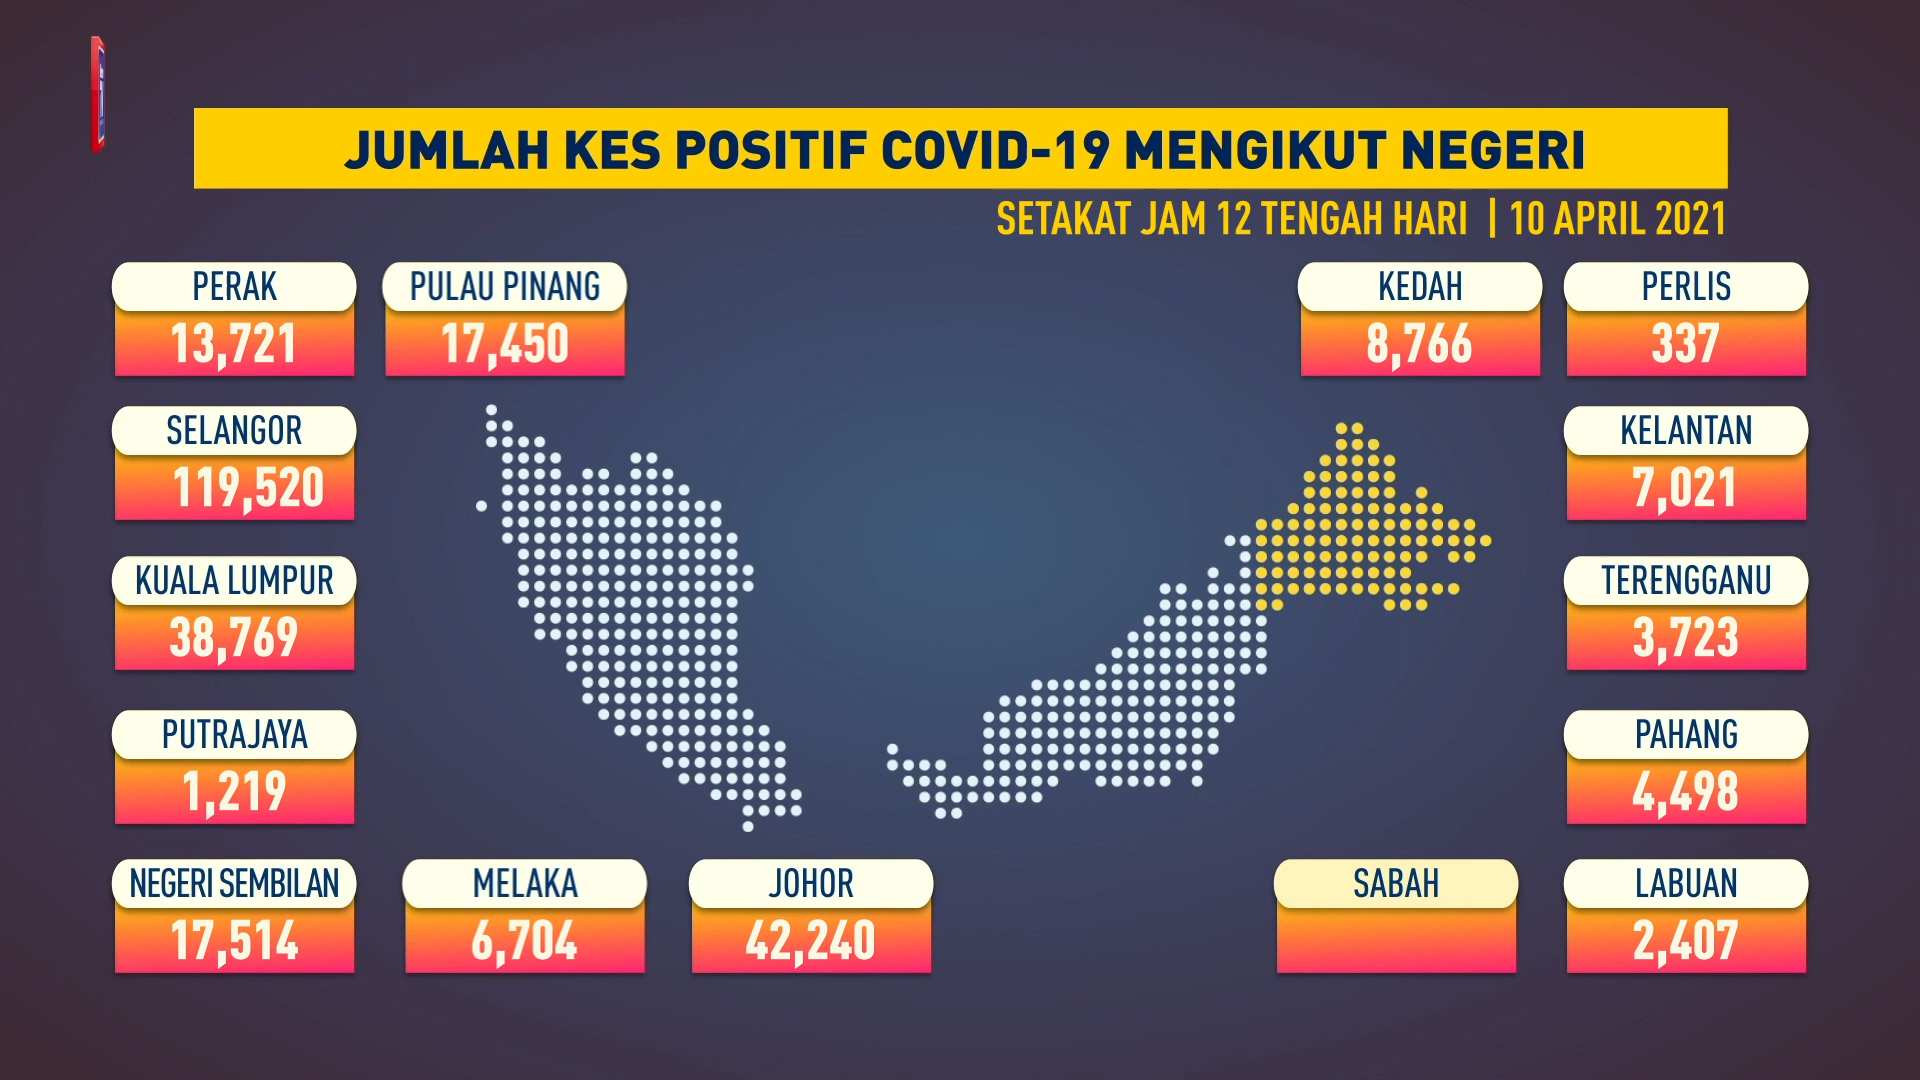 JUMLAH KES POSITIF COVID-19 MENGIKUT NEGERI
SETAKAT JAM 12 TENGAH HARI | 10 APRIL 2021
PERAK
13,721
PULAU PINANG
17,450
KEDAH
8,766
PERLIS
337
SELANGOR
119,520
KELANTAN
7,021
KUALA LUMPUR
38,769
TERENGGANU
3,723
PUTRAJAYA
1,219
PAHANG
4,498
NEGERI SEMBILAN
17,514
MELAKA
6,704
JOHOR
42,240
SABAH
LABUAN
2,407